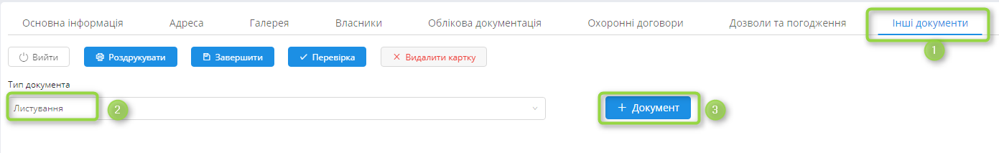 Основна інформація Адреса Галерея Власники Облікова документація Охоронні договори Дозволи та погодження Інші документи
1
Вийти Роздрукувати Завершити Перевірка Видалити картку
Тип документа
Листування 2 + Документ 3